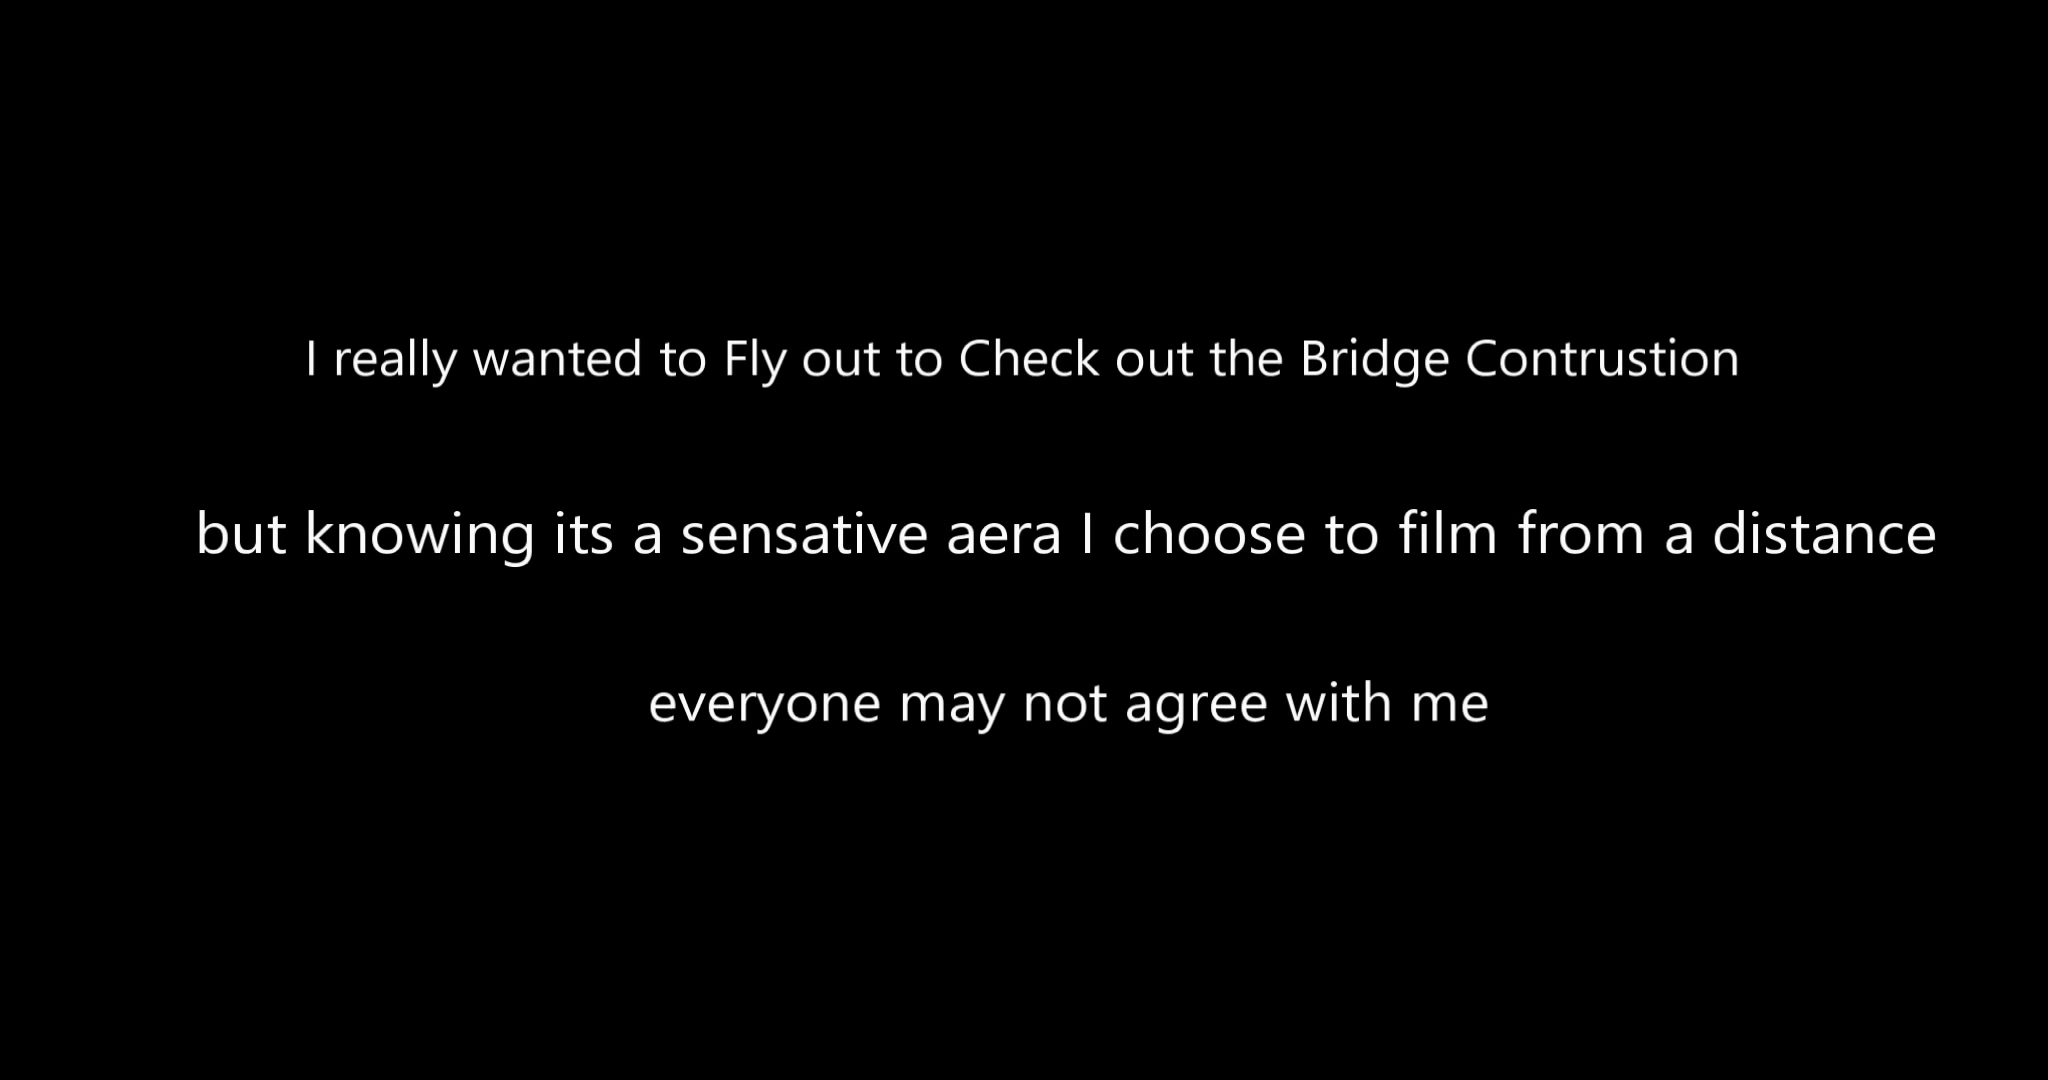 I really wanted to Fly out to Check out the Bridge Contrustion
but knowing its a sensative aera I choose to film from a distance
everyone may not agree with me